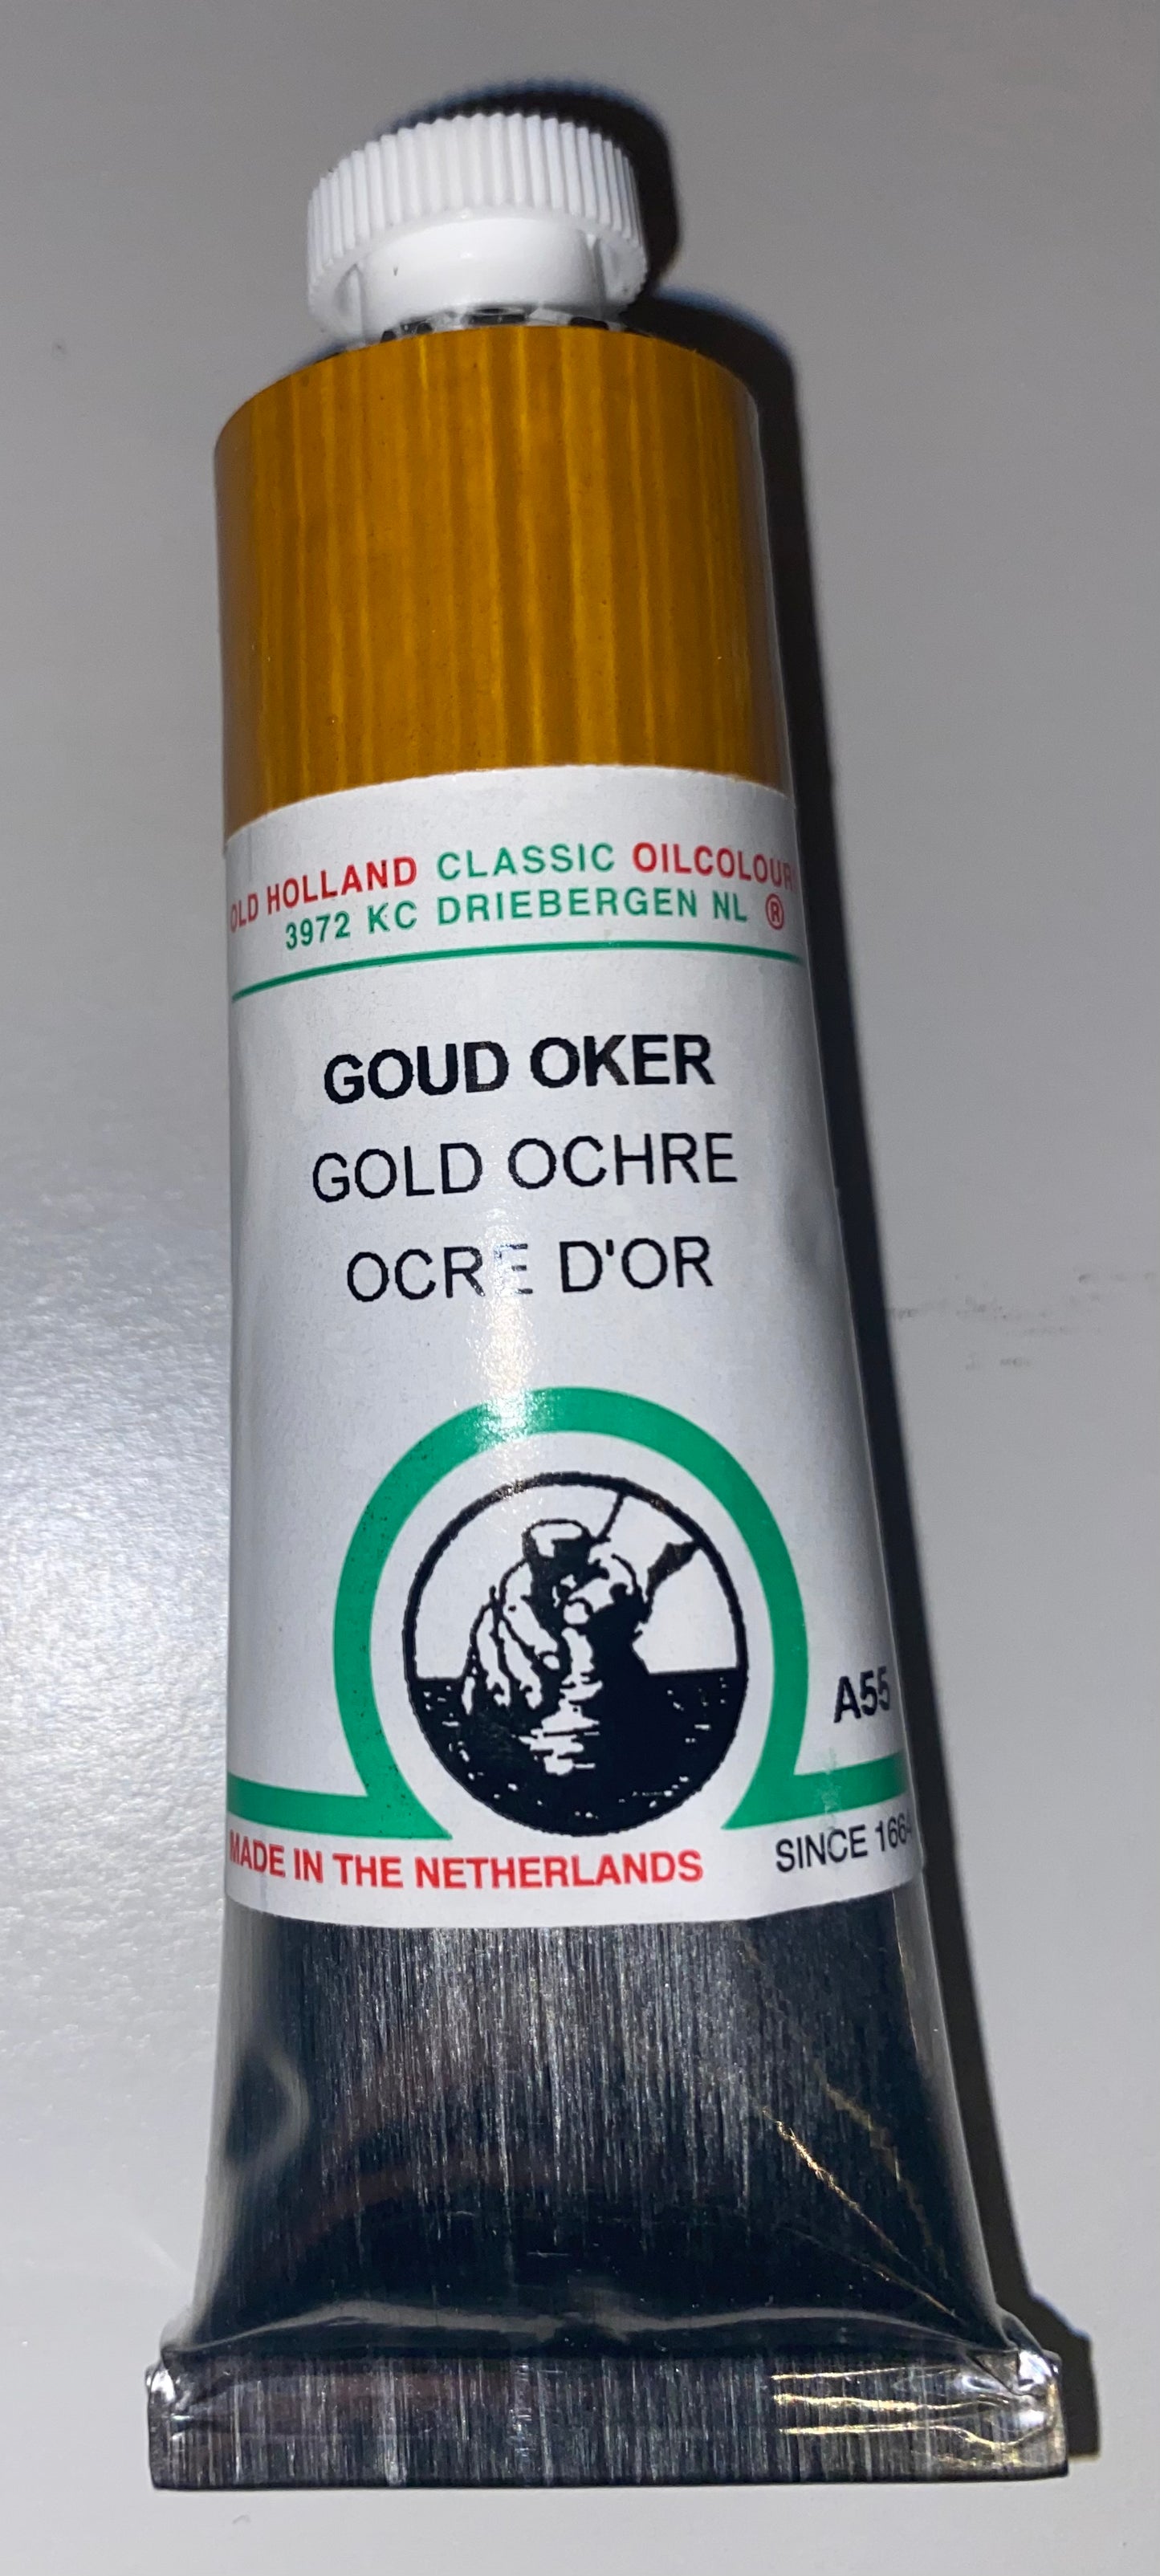 OLD HOLLAND CLASSIC OILCOLOUR
3972 KC DRIEBERGEN NL ®
GOUD OKER
GOLD OCHRE
OCRE D'OR
A55
MADE IN THE NETHERLANDS
SINCE 1664